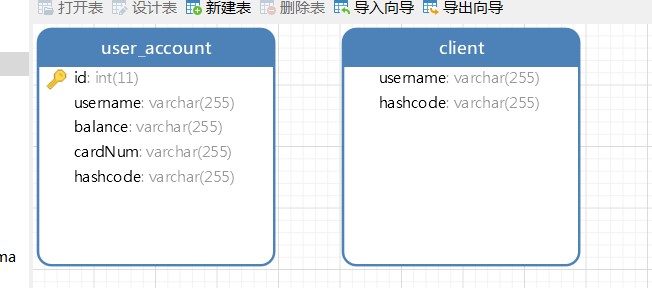 打开表 设计表 新建表 删除表 导入向导 导出向导
user_account
id: int(11)
username: varchar(255)
balance: varchar(255)
cardNum: varchar(255)
hashcode: varchar(255)
client
username: varchar(255)
hashcode: varchar(255)
ma